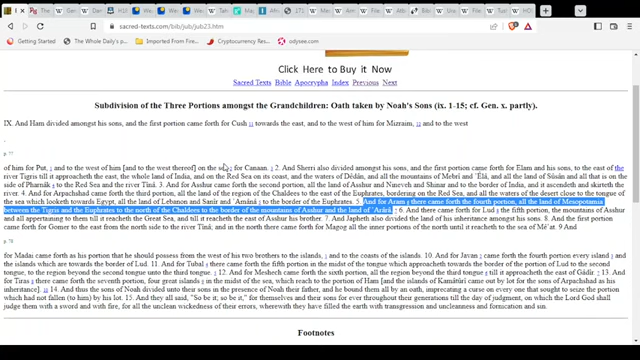 sacred-texts.com/bib/jub/jub23.htm
Getting Started
The Whole Daily's p...
Imported From Firef...
Cryptocurrency Reso...
odysee.com
Click Here to Buy it Now
Sacred Texts Bible Apocrypha Index Previous Next
Subdivision of the Three Portions amongst the Grandchildren: Oath taken by Noah's Sons (ix. 1-15; cf. Gen. x. partly).
IX. And Ham divided amongst his sons, and the first portion came forth for Cush 11 towards the east, and to the west of him for Mizraim, 12 and to the west
p. 77
of him for Put, 1 and to the west of him [and to the west thereof] on the sea for Canaan. 2. And Sherri also divided amongst his sons, and the first portion came forth for Elam and his sons, to the east of the
river Tigris till it approacheth the east, the whole land of India, and on the Red Sea on its coast, and the waters of Dêdân, and all the mountains of Mebrî and Êlâ, and all the land of Sûsân and all that is on the
side of Pharnâk to the Red Sea and the river Tînâ. 3. And for Asshur came forth the second portion, all the land of Asshur and Nineveh and Shinar and to the border of India, and it ascendeth and skirteth the
river. 4. And for Arpachshad came forth the third portion, all the land of the region of the Chaldees to the east of the Euphrates, bordering on the Red Sea, and all the waters of the desert close to the tongue of
the sea which looketh towards Egypt, all the land of Lebanon and Sanîr and ʾAmânâ to the border of the Euphrates. 5. And for Aram there came forth the fourth portion, all the land of Mesopotamia
between the Tigris and the Euphrates to the north of the Chaldees to the border of the mountains of Asshur and the land of ʾArârâ. 6. And there came forth for Lud the fifth portion, the mountains of Asshur
and all appertaining to them till it reacheth the Great Sea, and till it reacheth the east of Asshur his brother. 7. And Japheth also divided the land of his inheritance amongst his sons. 8. And the first portion
came forth for Gomer to the east from the north side to the river Tînâ; and in the north there came forth for Magog all the inner portions of the north until it reacheth to the sea of Mêʾat. 9 And
p. 78
for Madai came forth as his portion that he should possess from the west of his two brothers to the islands, and to the coasts of the islands. 10. And for Javan came forth the fourth portion every island and
the islands which are towards the border of Lud. 11. And for Tubal there came forth the fifth portion in the midst of the tongue which approacheth towards the border of the portion of Lud to the second
tongue, to the region beyond the second tongue unto the third tongue. 12. And for Meshech came forth the sixth portion, all the region beyond the third tongue till it approacheth the east of Gâdîr. 13. And for
Tiras there came forth the seventh portion, four great islands in the midst of the sea, which reach to the portion of Ham [and the islands of Kamâtûrî came out by lot for the sons of Arpachshad as his
inheritance]. 14. And thus the sons of Noah divided unto their sons in the presence of Noah their father, and he bound them all by an oath, imprecating a curse on every one that sought to seize the portion
which had not fallen (to him) by his lot. 15. And they all said, "So be it; so be it," for themselves and their sons for ever throughout their generations till the day of judgment, on which the Lord God shall
judge them with a sword and with fire, for all the unclean wickedness of their errors, wherewith they have filled the earth with transgression and uncleanness and fornication and sin.
Footnotes